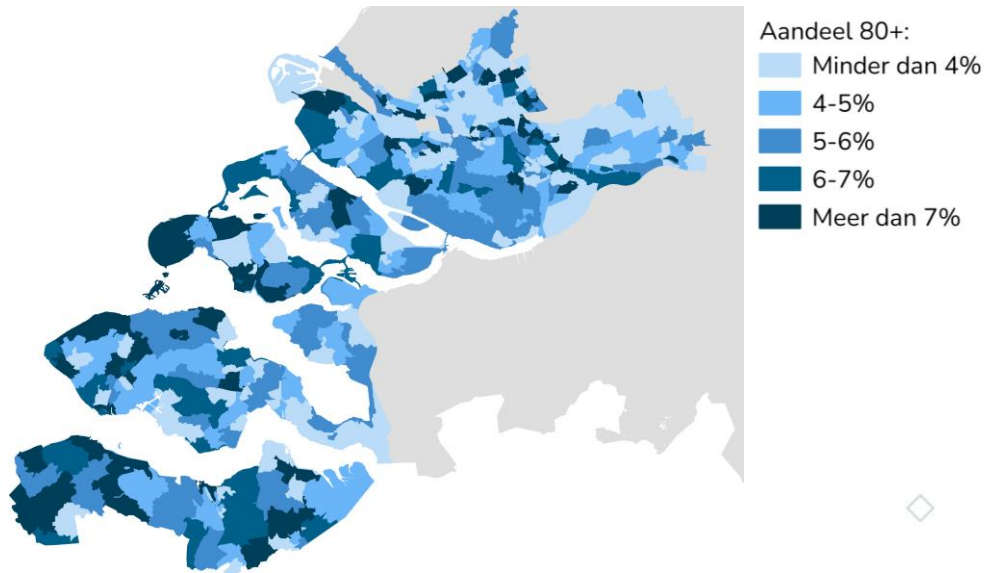 Aandeel 80+:
Minder dan 4%
4-5%
5-6%
6-7%
Meer dan 7%